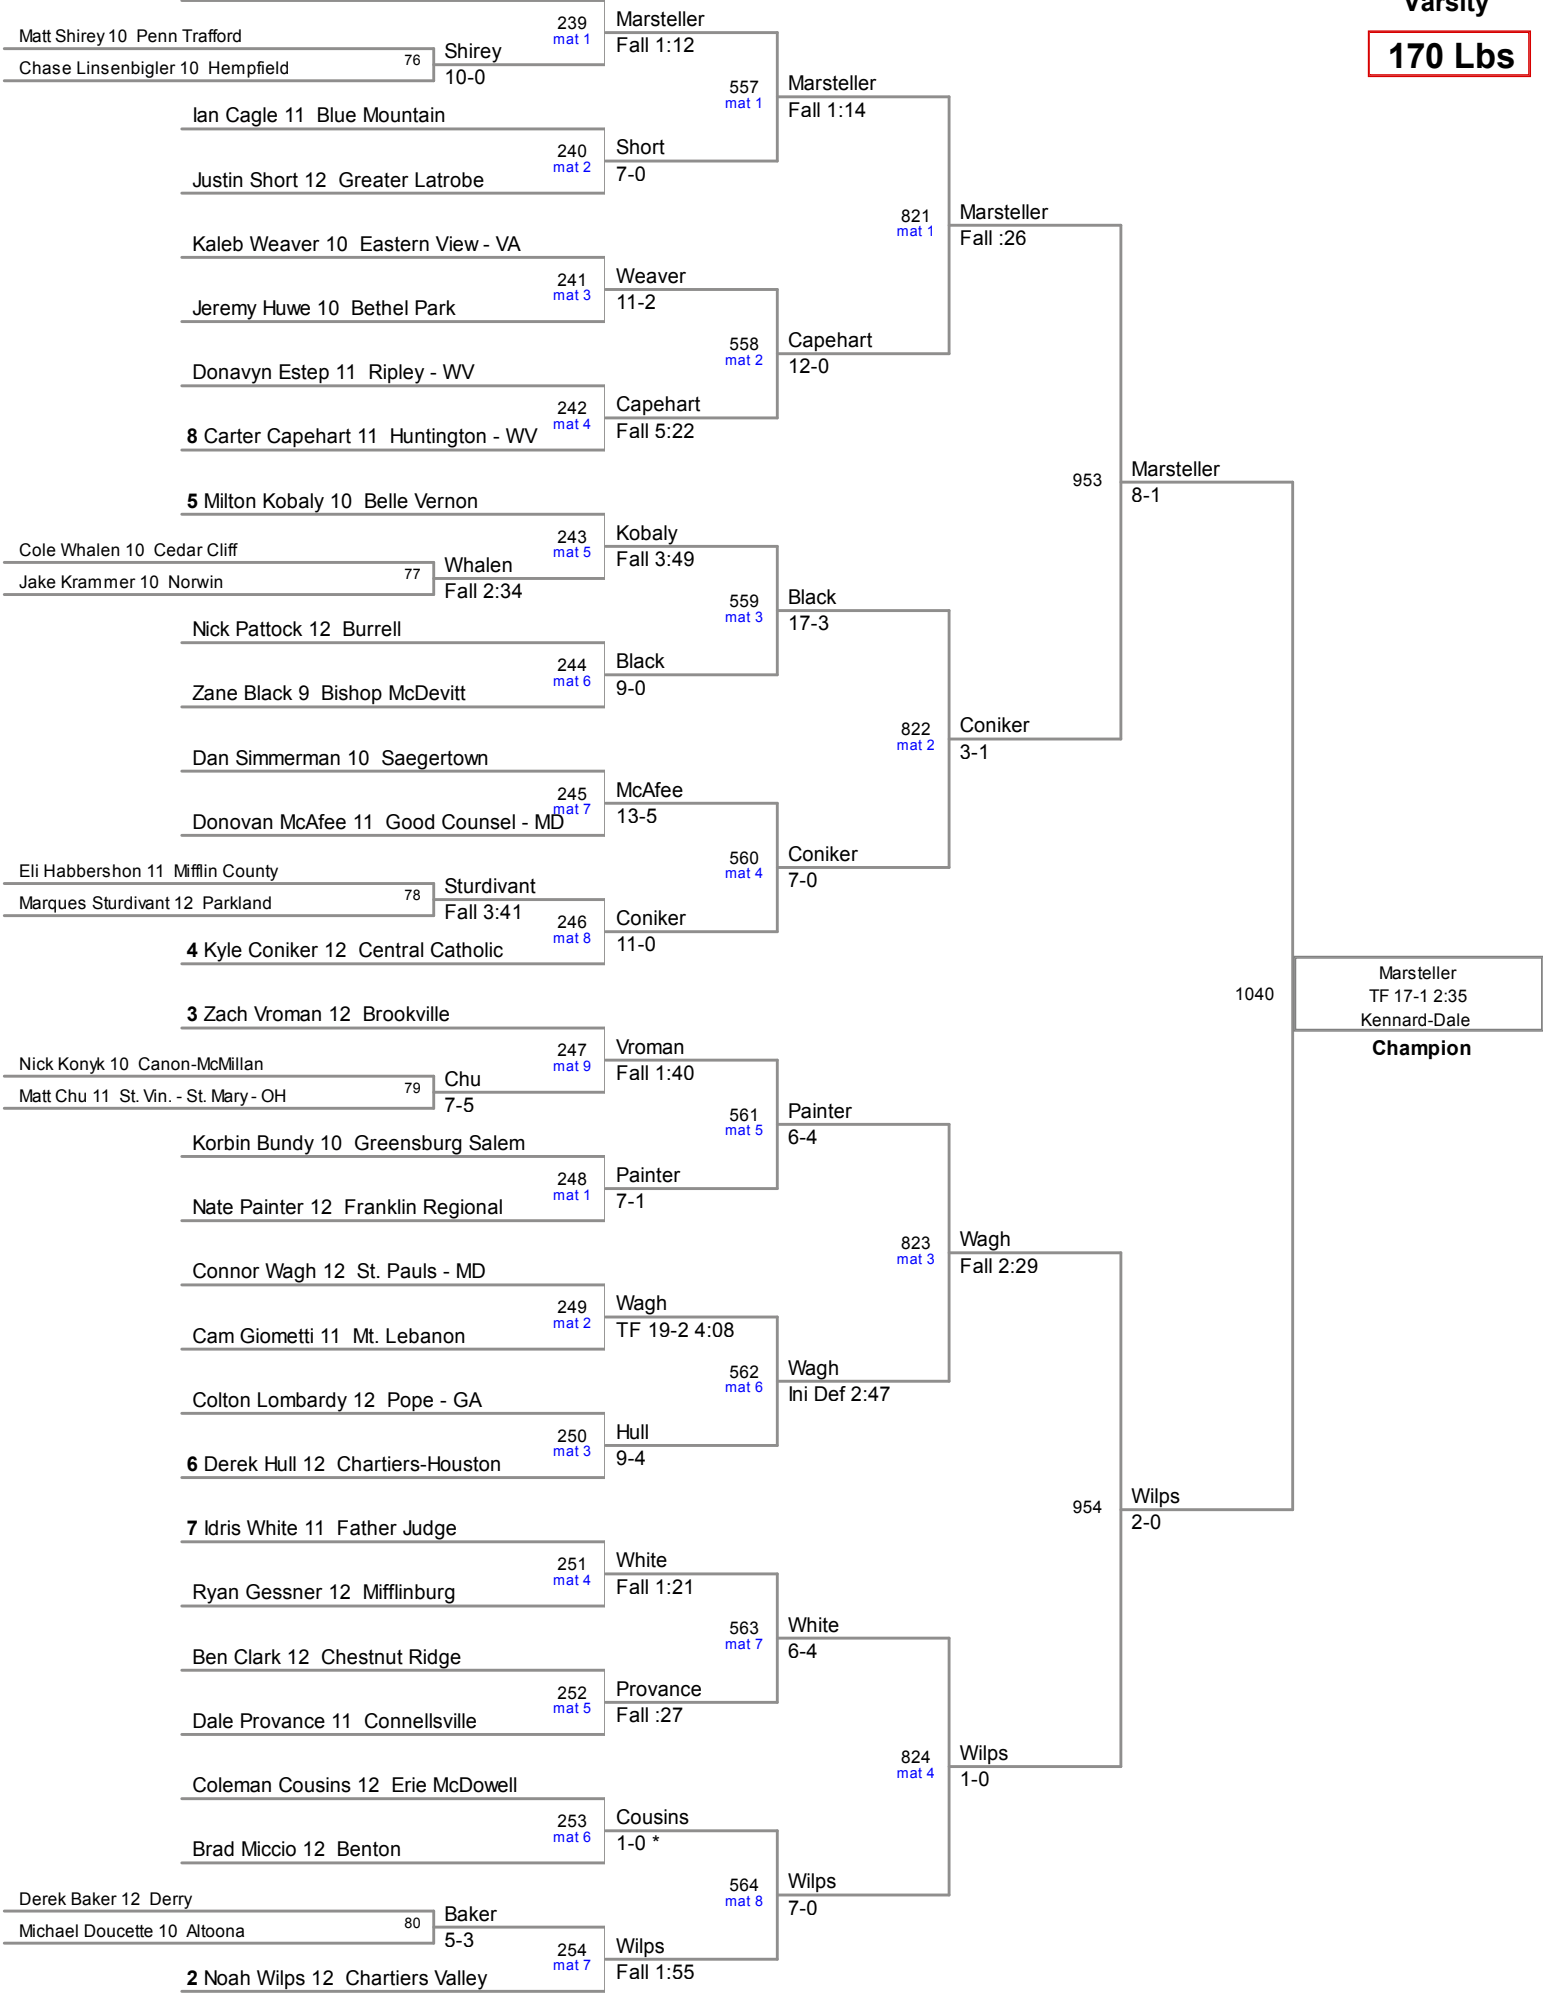 Varsity
170 Lbs
239
mat 1
Marsteller
Fall 1:12
Matt Shirey 10 Penn Trafford
76
Chase Linsenbigler 10 Hempfield
Shirey
10-0
557
mat 1
Marsteller
Fall 1:14
Ian Cagle 11 Blue Mountain
240
mat 2
Justin Short 12 Greater Latrobe
Short
7-0
821
mat 1
Marsteller
Fall :26
Kaleb Weaver 10 Eastern View - VA
241
mat 3
Jeremy Huwe 10 Bethel Park
Weaver
11-2
558
mat 2
Capehart
12-0
Donavyn Estep 11 Ripley - WV
242
mat 4
8 Carter Capehart 11 Huntington - WV
Capehart
Fall 5:22
953
Marsteller
8-1
5 Milton Kobaly 10 Belle Vernon
243
mat 5
Kobaly
Fall 3:49
Cole Whalen 10 Cedar Cliff
77
Jake Krammer 10 Norwin
Whalen
Fall 2:34
559
mat 3
Black
17-3
Nick Pattock 12 Burrell
244
mat 6
Zane Black 9 Bishop McDevitt
Black
9-0
822
mat 2
Coniker
3-1
Dan Simmerman 10 Saegertown
245
mat 7
Donovan McAfee 11 Good Counsel - MD
McAfee
13-5
560
mat 4
Coniker
7-0
Eli Habbershon 11 Mifflin County
78
Marques Sturdivant 12 Parkland
Sturdivant
Fall 3:41
246
mat 8
4 Kyle Coniker 12 Central Catholic
Coniker
11-0
1040
Marsteller
TF 17-1 2:35
Kennard-Dale
Champion
3 Zach Vroman 12 Brookville
247
mat 9
Vroman
Fall 1:40
Nick Konyk 10 Canon-McMillan
79
Matt Chu 11 St. Vin. - St. Mary - OH
Chu
7-5
561
mat 5
Painter
6-4
Korbin Bundy 10 Greensburg Salem
248
mat 1
Nate Painter 12 Franklin Regional
Painter
7-1
823
mat 3
Wagh
Fall 2:29
Connor Wagh 12 St. Pauls - MD
249
mat 2
Cam Giometti 11 Mt. Lebanon
Wagh
TF 19-2 4:08
562
mat 6
Wagh
Ini Def 2:47
Colton Lombardy 12 Pope - GA
250
mat 3
6 Derek Hull 12 Chartiers-Houston
Hull
9-4
954
Wilps
2-0
7 Idris White 11 Father Judge
251
mat 4
Ryan Gessner 12 Mifflinburg
White
Fall 1:21
563
mat 7
White
6-4
Ben Clark 12 Chestnut Ridge
252
mat 5
Dale Provance 11 Connellsville
Provance
Fall :27
824
mat 4
Wilps
1-0
Coleman Cousins 12 Erie McDowell
253
mat 6
Brad Miccio 12 Benton
Cousins
1-0 *
564
mat 8
Wilps
7-0
Derek Baker 12 Derry
80
Michael Doucette 10 Altoona
Baker
5-3
254
mat 7
2 Noah Wilps 12 Chartiers Valley
Wilps
Fall 1:55